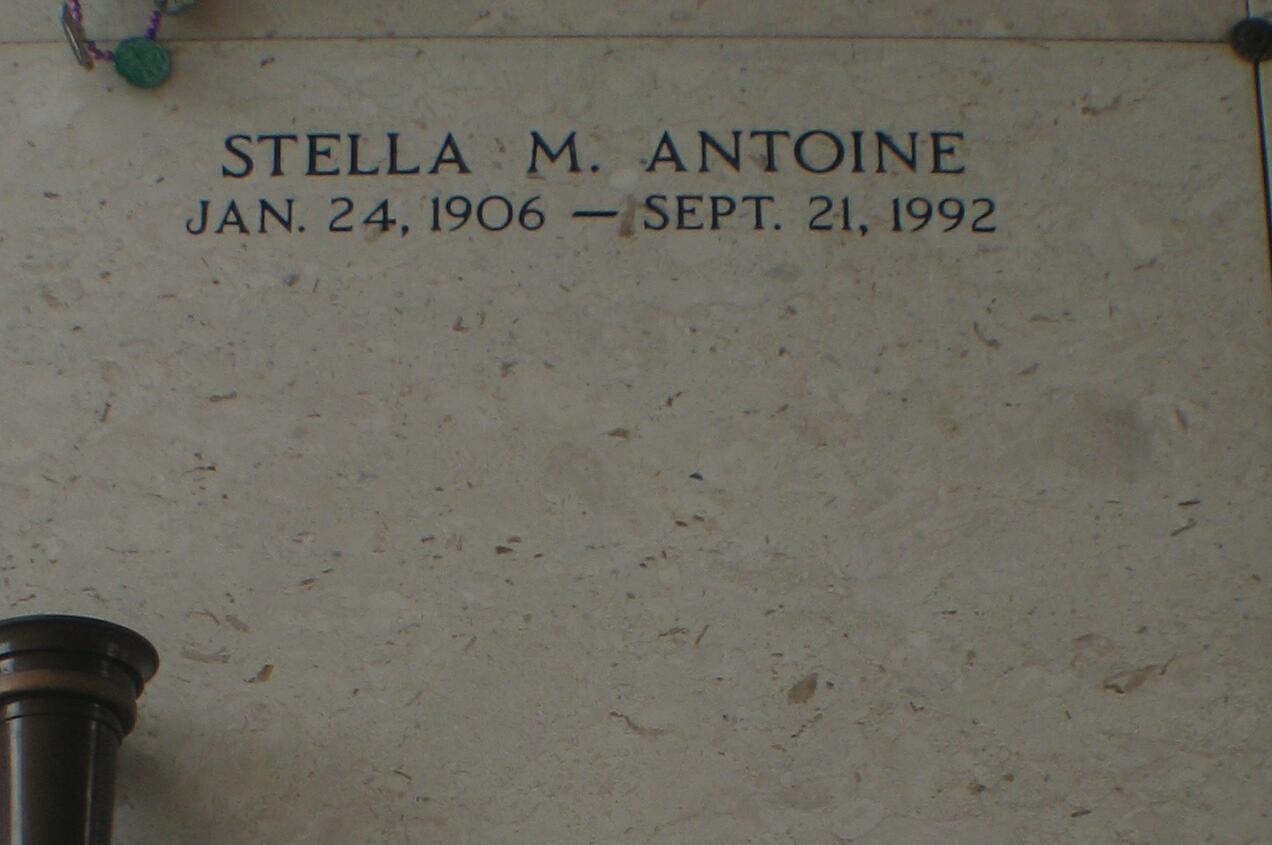 STELLA M. ANTOINE
JAN. 24, 1906 — SEPT. 21, 1992